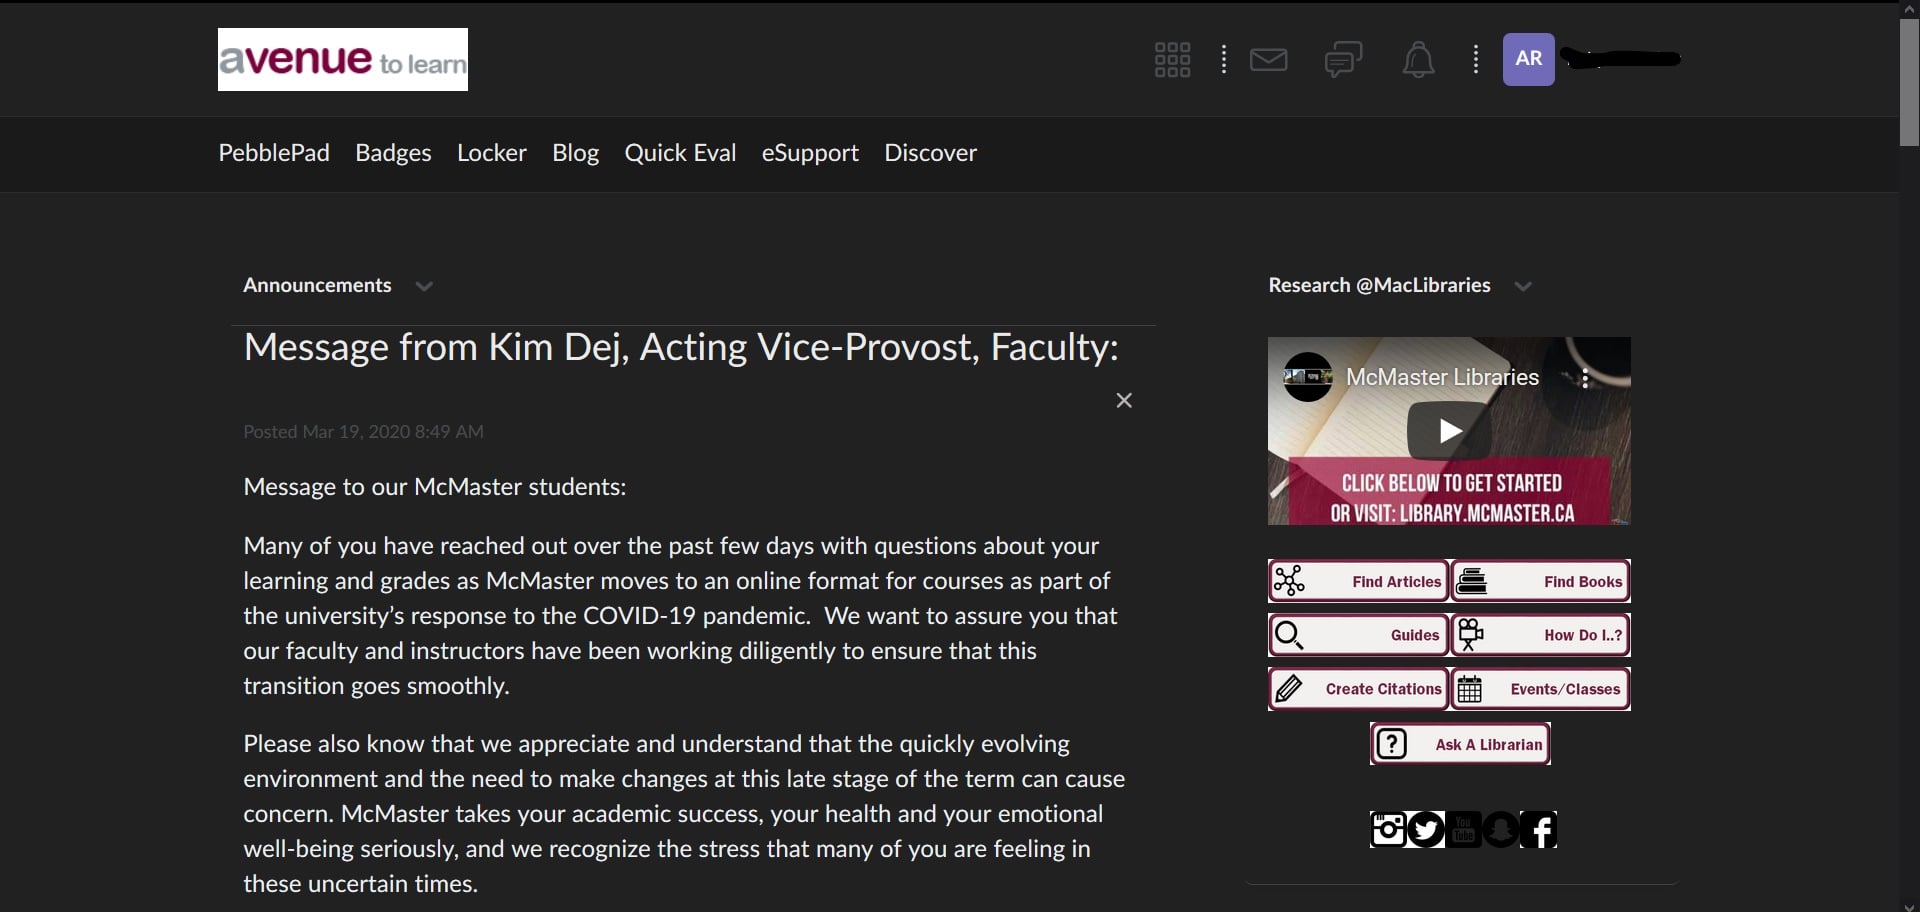 avenue to learn
AR
PebblePad Badges Locker Blog Quick Eval eSupport Discover
Announcements
Message from Kim Dej, Acting Vice-Provost, Faculty:
Posted Mar 19, 2020 8:49 AM
Message to our McMaster students:
Many of you have reached out over the past few days with questions about your
learning and grades as McMaster moves to an online format for courses as part of
the university’s response to the COVID-19 pandemic.  We want to assure you that
our faculty and instructors have been working diligently to ensure that this
transition goes smoothly.
Please also know that we appreciate and understand that the quickly evolving
environment and the need to make changes at this late stage of the term can cause
concern. McMaster takes your academic success, your health and your emotional
well-being seriously, and we recognize the stress that many of you are feeling in
these uncertain times.
Research @MacLibraries
McMaster Libraries
CLICK BELOW TO GET STARTED
OR VISIT: LIBRARY.MCMASTER.CA
Find Articles
Find Books
Guides
How Do I..?
Create Citations
Events/Classes
Ask A Librarian
You
Tube